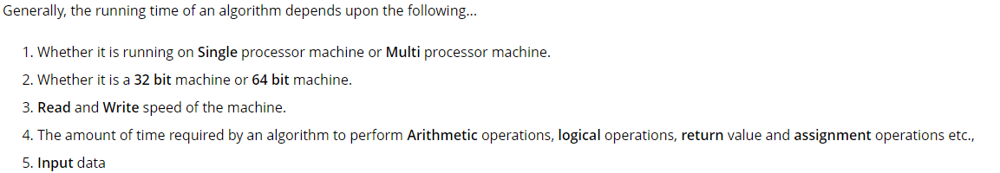 Generally, the running time of an algorithm depends upon the following...
1. Whether it is running on Single processor machine or Multi processor machine.
2. Whether it is a 32 bit machine or 64 bit machine.
3. Read and Write speed of the machine.
4. The amount of time required by an algorithm to perform Arithmetic operations, logical operations, return value and assignment operations etc.,
5. Input data